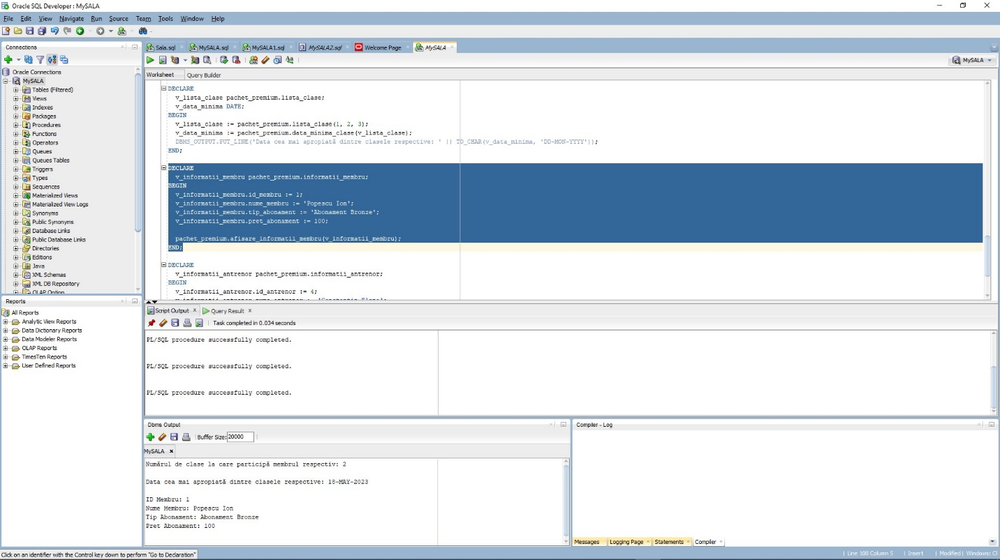 Oracle SQL Developer : MySALA
File Edit View Navigate Run Source Team Tools Window Help
Connections
Sala.sql MySALA.sql MySALA1.sql MySALA2.sql Welcome Page MySALA
MySALA
Worksheet Query Builder
Oracle Connections
MySALA
Tables (Filtered)
Views
Indexes
Packages
Procedures
Functions
Operators
Queues
Queues Tables
Triggers
Types
Sequences
Materialized Views
Materialized View Logs
Synonyms
Public Synonyms
Database Links
Public Database Links
Directories
Editions
Java
XML Schemas
XML DB Repository
OLAP Option
DECLARE
v_lista_clase pachet_premium.lista_clase;
v_data_minima DATE;
BEGIN
v_lista_clase := pachet_premium.lista_clase(1, 2, 3);
v_data_minima := pachet_premium.data_minima_clase(v_lista_clase);
DBMS_OUTPUT.PUT_LINE('Data cea mai apropiată dintre clasele respective: ' || TO_CHAR(v_data_minima, 'DD-MON-YYYY'));
END;
DECLARE
v_informatii_membru pachet_premium.informatii_membru;
BEGIN
v_informatii_membru.id_membru := 1;
v_informatii_membru.nume_membru := 'Popescu Ion';
v_informatii_membru.tip_abonament := 'Abonament Bronze';
v_informatii_membru.pret_abonament := 100;
pachet_premium.afisare_informatii_membru(v_informatii_membru);
END;
DECLARE
v_informatii_antrenor pachet_premium.informatii_antrenor;
BEGIN
v_informatii_antrenor.id_antrenor := 4;
Reports
All Reports
Analytic View Reports
Data Dictionary Reports
Data Modeler Reports
OLAP Reports
TimesTen Reports
User Defined Reports
Script Output Query Result
Task completed in 0.034 seconds
PL/SQL procedure successfully completed.
PL/SQL procedure successfully completed.
PL/SQL procedure successfully completed.
Dbms Output
Buffer Size: 20000
MySALA
Numărul de clase la care participă membrul respectiv: 2
Data cea mai apropiată dintre clasele respective: 18-MAY-2023
ID Membru: 1
Nume Membru: Popescu Ion
Tip Abonament: Abonament Bronze
Pret Abonament: 100
Compiler - Log
Messages Logging Page Statements Compiler
Click on an identifier with the Control key down to perform "Go to Declaration"
Line 108 Column 5 Insert Modified Windows: C